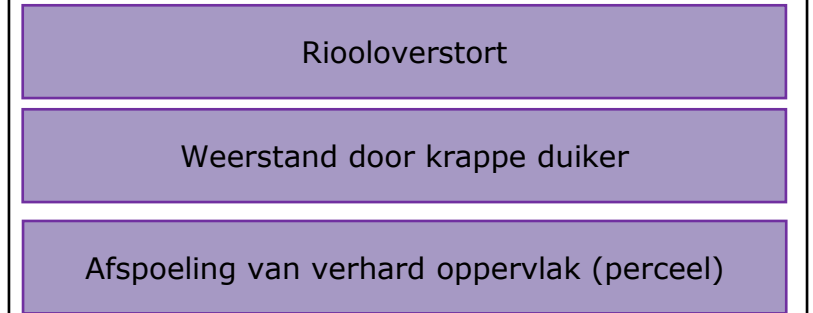 Riooloverstort
Weerstand door krappe duiker
Afspoeling van verhard oppervlak (perceel)